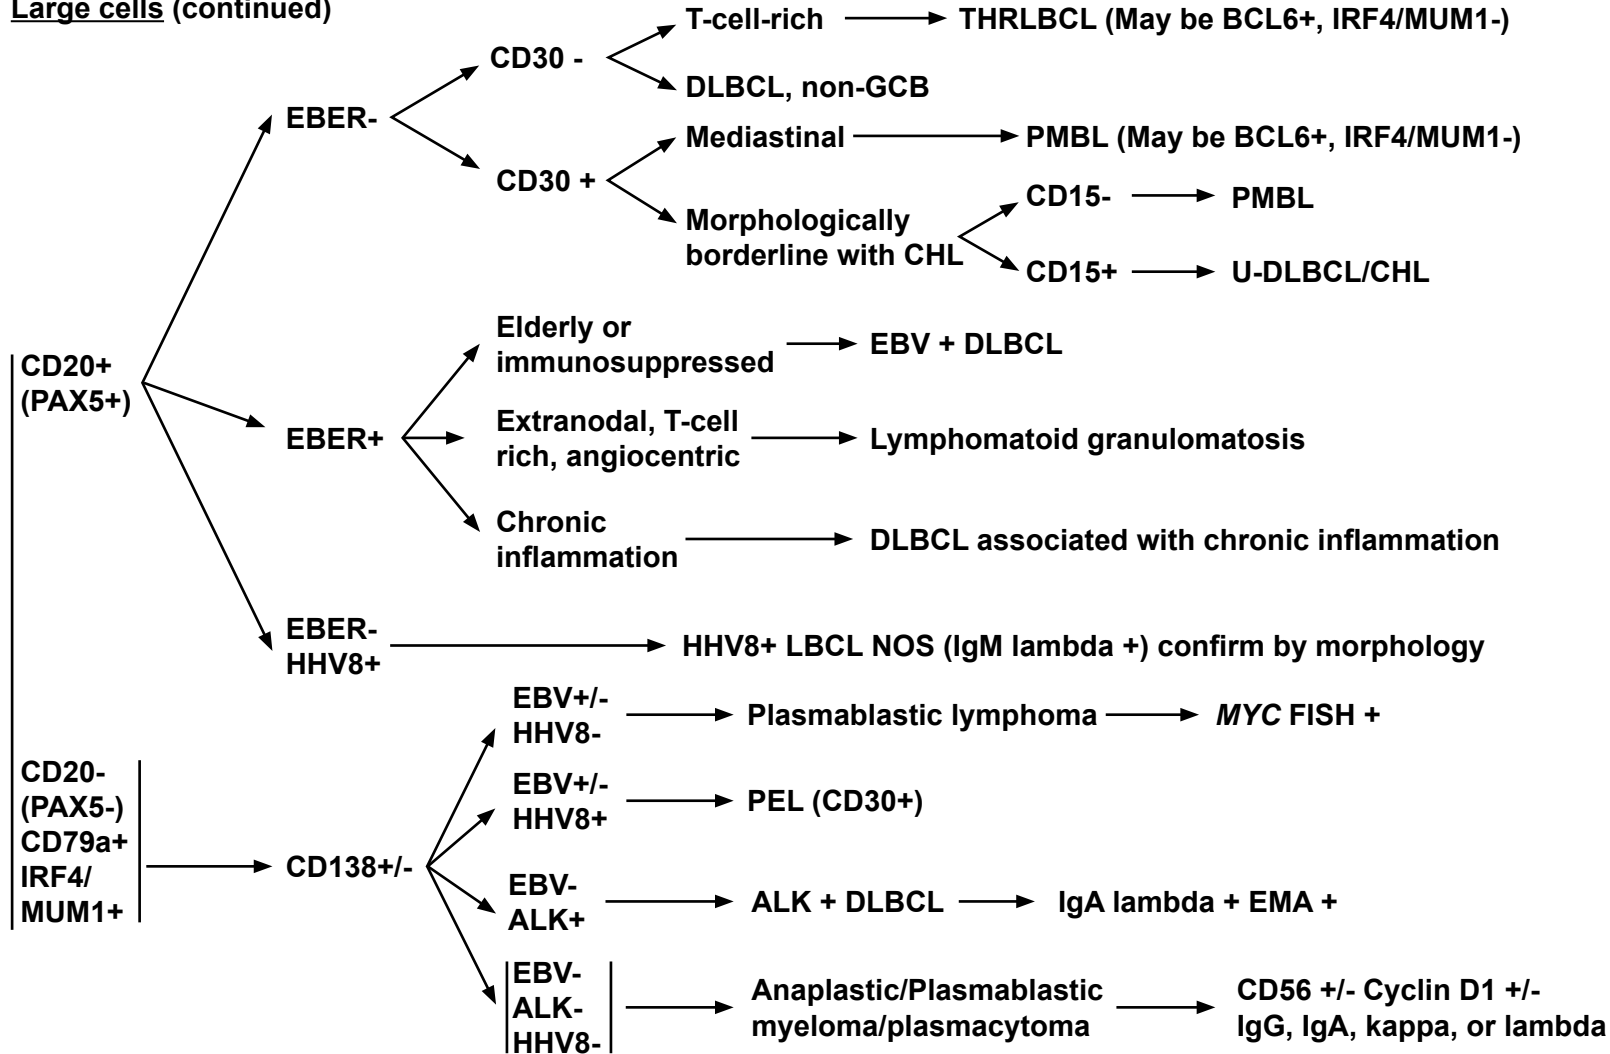 Large cells (continued)
T-cell-rich
THRLBCL (May be BCL6+, IRF4/MUM1-)
CD30 -
DLBCL, non-GCB
EBER-
Mediastinal
PMBL (May be BCL6+, IRF4/MUM1-)
CD30 +
CD15-
PMBL
Morphologically
borderline with CHL
CD15+
U-DLBCL/CHL
Elderly or
immunosuppressed
EBV + DLBCL
CD20+
(PAX5+)
EBER+
Extranodal, T-cell
rich, angiocentric
Lymphomatoid granulomatosis
Chronic
inflammation
DLBCL associated with chronic inflammation
EBER-
HHV8+
HHV8+ LBCL NOS (IgM lambda +) confirm by morphology
EBV+/-
HHV8-
Plasmablastic lymphoma
MYC FISH +
CD20-
(PAX5-)
CD79a+
IRF4/
MUM1+
EBV+/-
HHV8+
PEL (CD30+)
CD138+/-
EBV-
ALK+
ALK + DLBCL
IgA lambda + EMA +
EBV-
ALK-
HHV8-
Anaplastic/Plasmablastic
myeloma/plasmacytoma
CD56 +/- Cyclin D1 +/-
IgG, IgA, kappa, or lambda